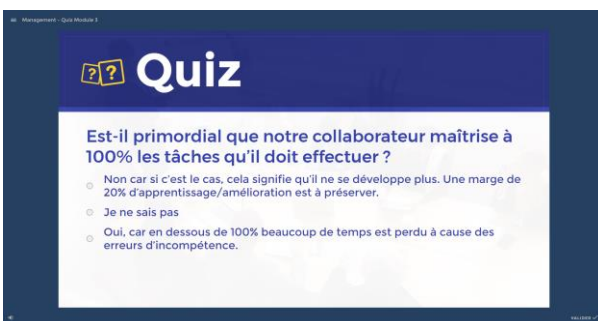 Management - Quiz Module 3
? ? Quiz
Est-il primordial que notre collaborateur maîtrise à
100% les tâches qu'il doit effectuer ?
Non car si c'est le cas, cela signifie qu'il ne se développe plus. Une marge de
20% d'apprentissage/amélioration est à préserver.
Je ne sais pas
Oui, car en dessous de 100% beaucoup de temps est perdu à cause des
erreurs d'incompétence.
VALIDER